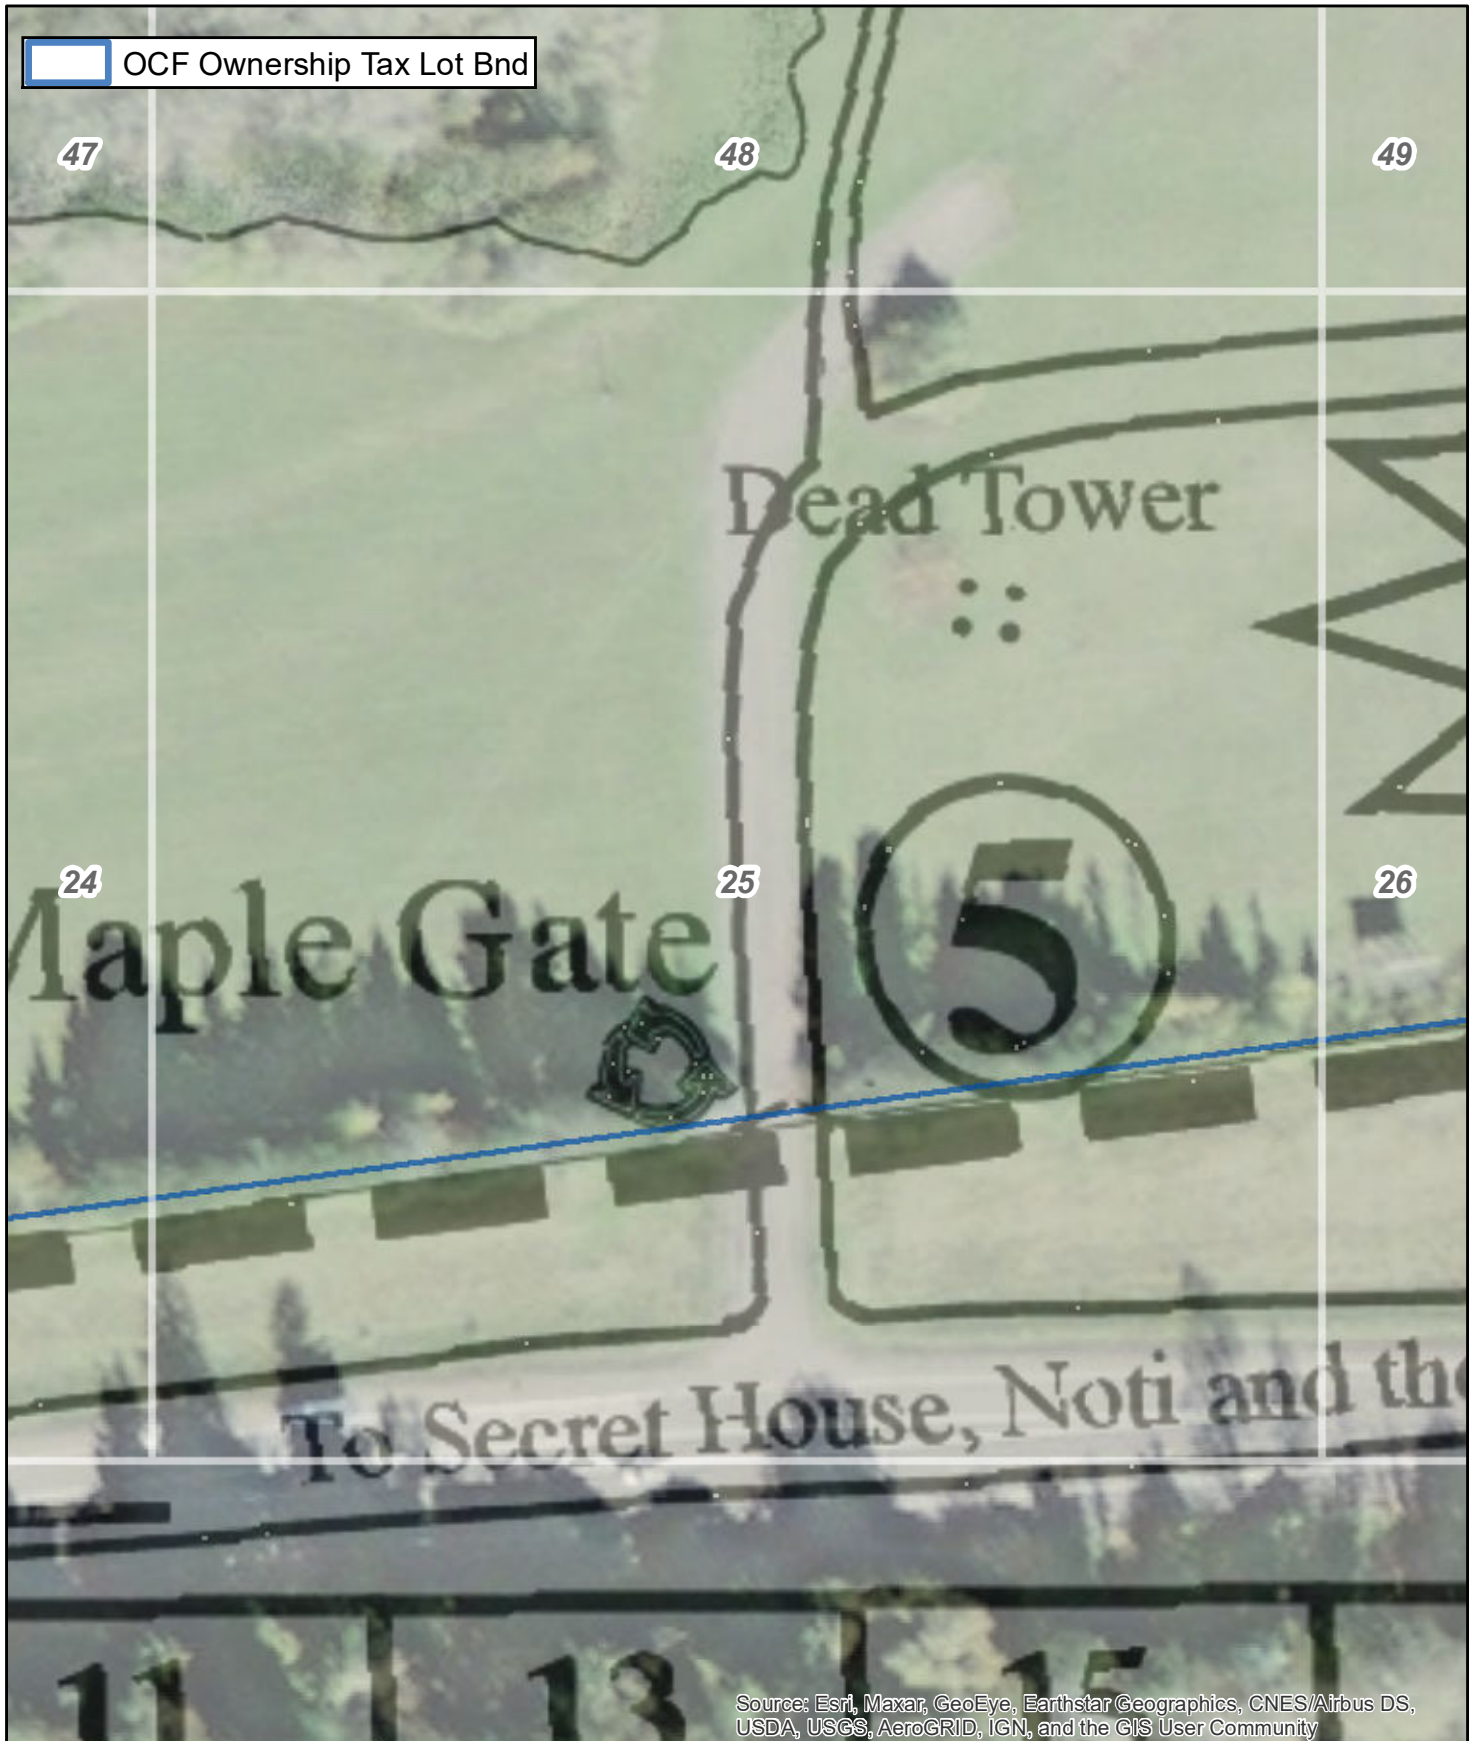 OCF Ownership Tax Lot Bnd
47
48
49
Dead Tower
24
25
26
Maple Gate
5
To Secret House, Noti and the
11
13
15
Source: Esri, Maxar, GeoEye, Earthstar Geographics, CNES/Airbus DS,
USDA, USGS, AeroGRID, IGN, and the GIS User Community